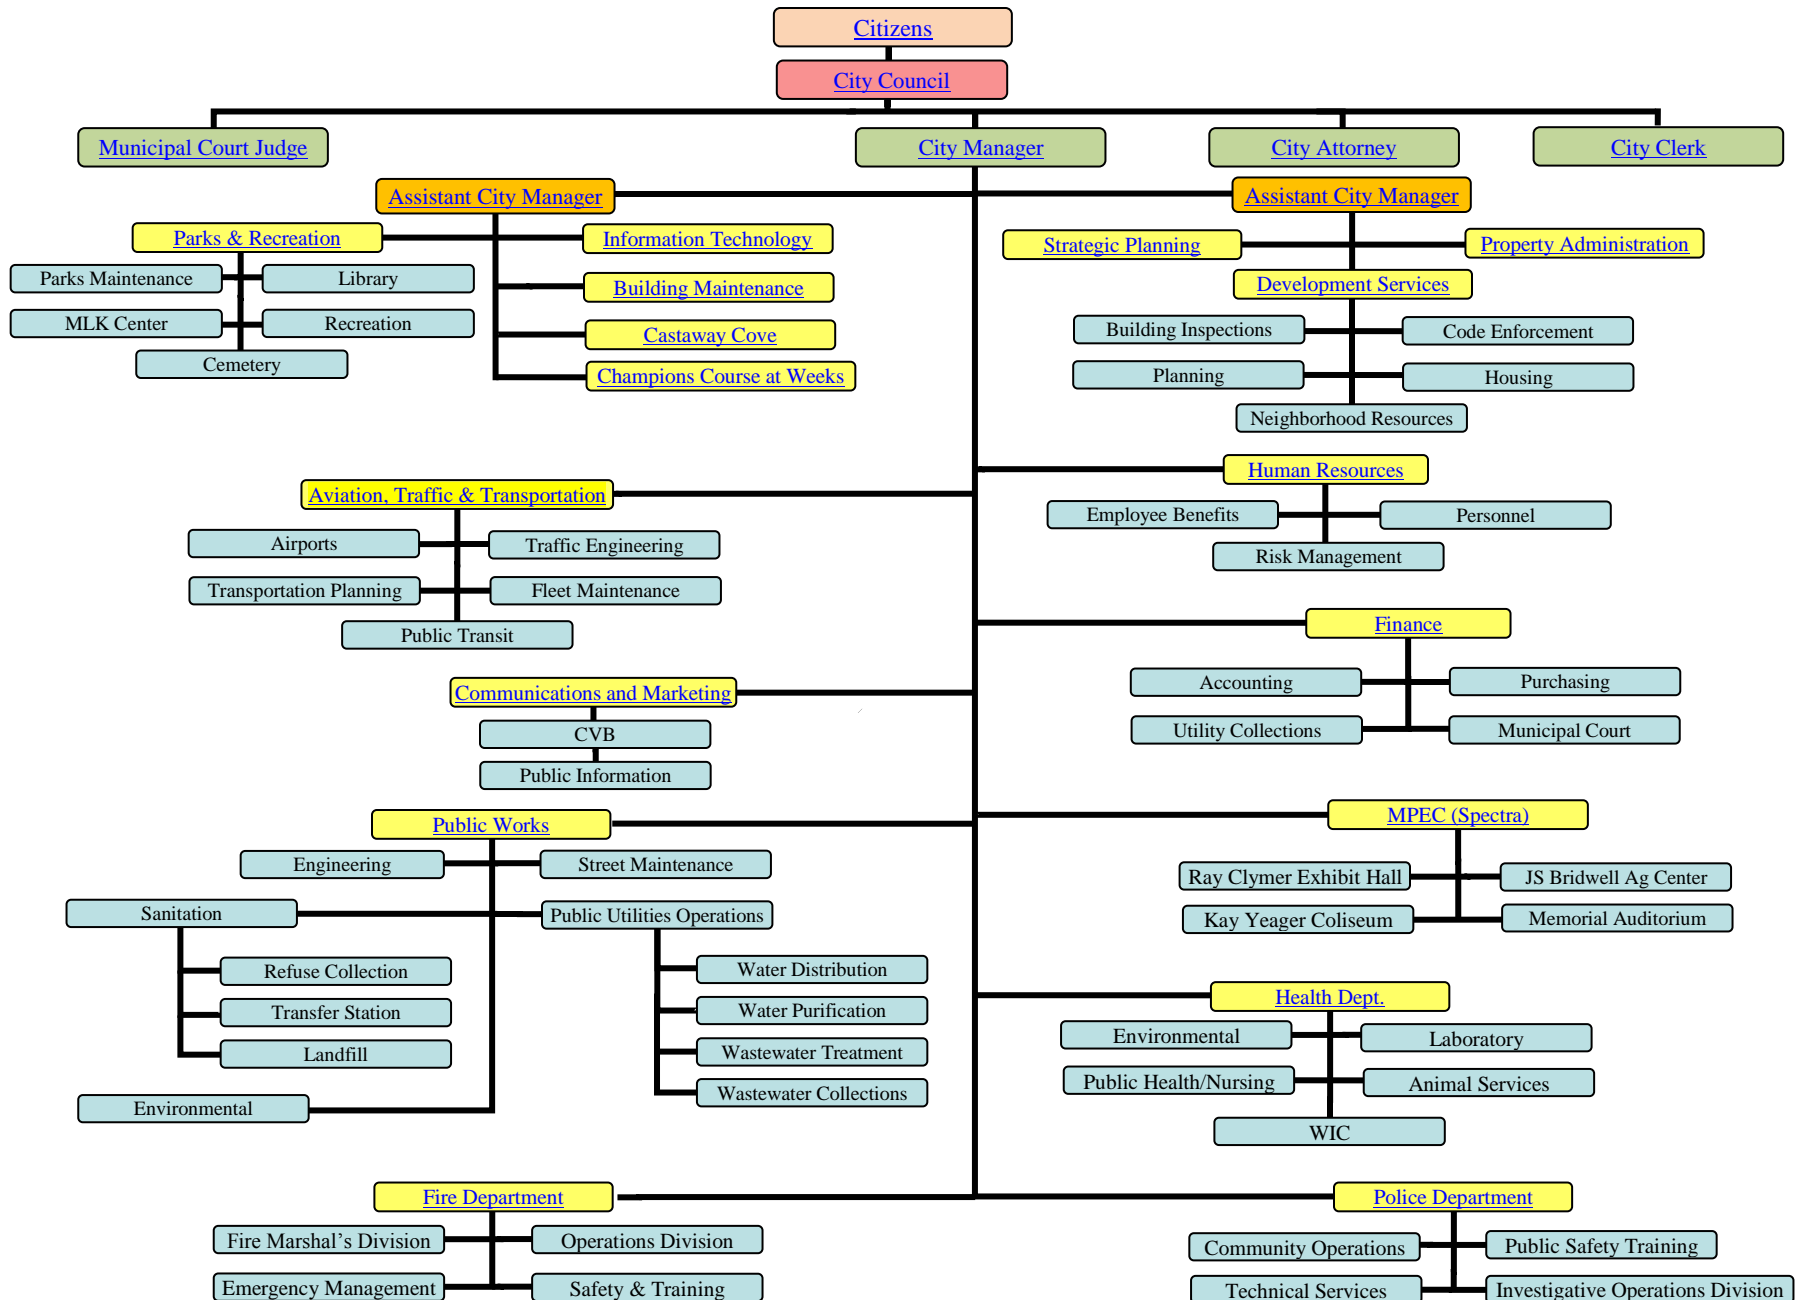 Citizens
City Council
Municipal Court Judge
City Manager
City Attorney
City Clerk
Assistant City Manager
Assistant City Manager
Parks & Recreation
Information Technology
Strategic Planning
Property Administration
Parks Maintenance
Library
Building Maintenance
Development Services
MLK Center
Recreation
Castaway Cove
Building Inspections
Code Enforcement
Cemetery
Champions Course at Weeks
Planning
Housing
Neighborhood Resources
Human Resources
Aviation, Traffic & Transportation
Employee Benefits
Personnel
Airports
Traffic Engineering
Risk Management
Transportation Planning
Fleet Maintenance
Public Transit
Finance
Communications and Marketing
Accounting
Purchasing
CVB
Utility Collections
Municipal Court
Public Information
Public Works
MPEC (Spectra)
Engineering
Street Maintenance
Ray Clymer Exhibit Hall
JS Bridwell Ag Center
Sanitation
Public Utilities Operations
Kay Yeager Coliseum
Memorial Auditorium
Refuse Collection
Water Distribution
Transfer Station
Water Purification
Health Dept.
Landfill
Wastewater Treatment
Environmental
Laboratory
Wastewater Collections
Public Health/Nursing
Animal Services
Environmental
WIC
Fire Department
Police Department
Fire Marshal’s Division
Operations Division
Community Operations
Public Safety Training
Emergency Management
Safety & Training
Technical Services
Investigative Operations Division